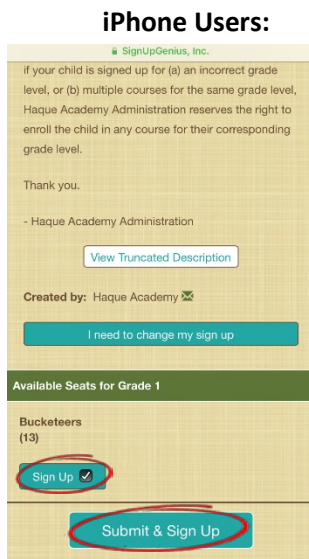 iPhone Users:
SignUpGenius, Inc.
if your child is signed up for (a) an incorrect grade
level, or (b) multiple courses for the same grade level,
Haque Academy Administration reserves the right to
enroll the child in any course for their corresponding
grade level.
Thank you.
- Haque Academy Administration
View Truncated Description
Created by: Haque Academy
I need to change my sign up
Available Seats for Grade 1
Bucketeers
(13)
Sign Up
Submit & Sign Up